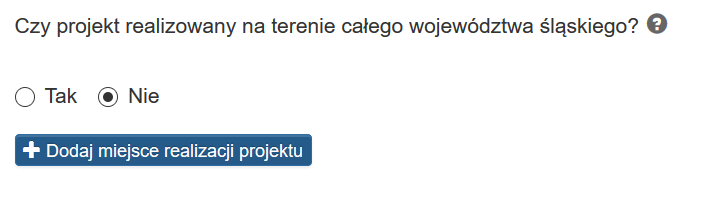 Czy projekt realizowany na terenie całego województwa śląskiego? ?
Tak Nie
+ Dodaj miejsce realizacji projektu